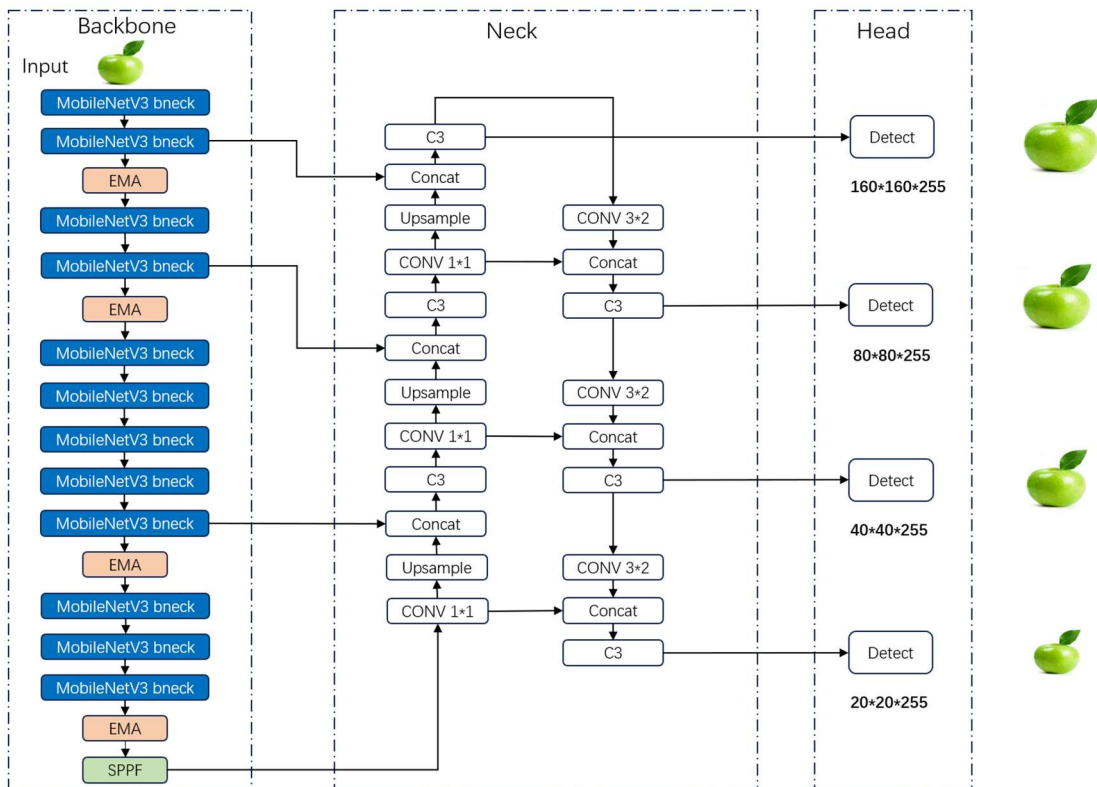 Backbone
Input
MobileNetV3 bneck
MobileNetV3 bneck
EMA
MobileNetV3 bneck
MobileNetV3 bneck
EMA
MobileNetV3 bneck
MobileNetV3 bneck
MobileNetV3 bneck
MobileNetV3 bneck
MobileNetV3 bneck
EMA
MobileNetV3 bneck
MobileNetV3 bneck
MobileNetV3 bneck
EMA
SPPF
Neck
C3
Concat
Upsample
CONV 1*1
C3
Concat
Upsample
CONV 1*1
C3
Concat
Upsample
CONV 1*1
CONV 3*2
Concat
C3
CONV 3*2
Concat
C3
CONV 3*2
Concat
C3
Head
Detect
160*160*255
Detect
80*80*255
Detect
40*40*255
Detect
20*20*255